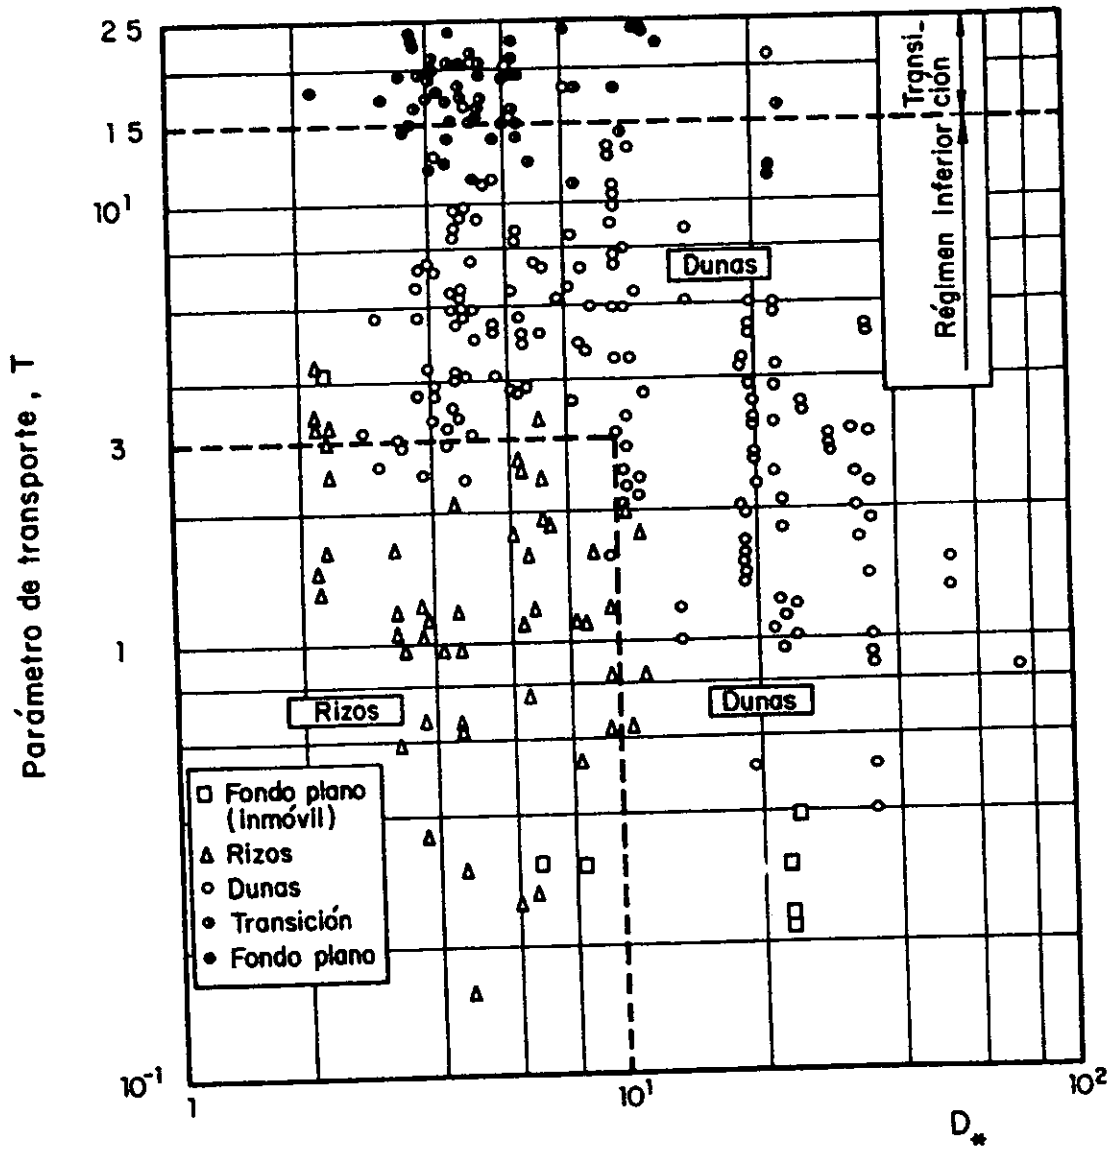 25
15
10¹
3
1
10⁻¹
Parámetro de transporte, T
Transi_
ción
Régimen Inferior
Dunas
Rizos
Dunas
Fondo plano
(inmóvil)
Rizos
Dunas
Transición
Fondo plano
1
10¹
10²
D*